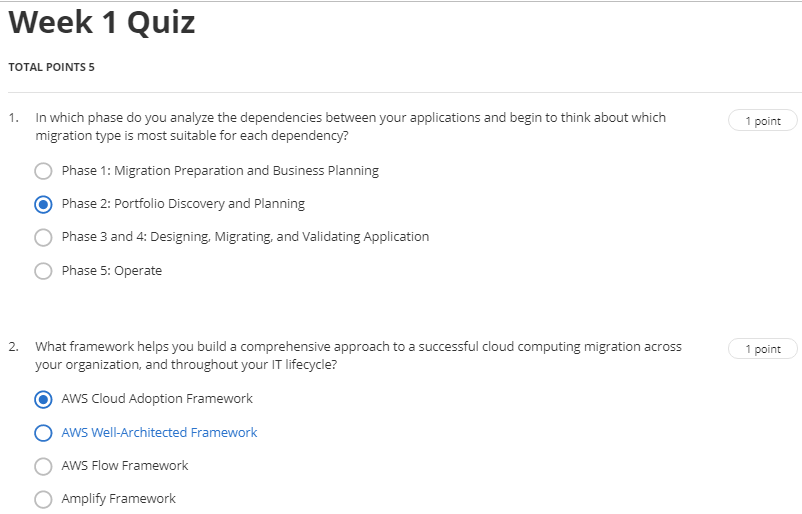 Week 1 Quiz
TOTAL POINTS 5
1. In which phase do you analyze the dependencies between your applications and begin to think about which 1 point
migration type is most suitable for each dependency?
Phase 1: Migration Preparation and Business Planning
Phase 2: Portfolio Discovery and Planning
Phase 3 and 4: Designing, Migrating, and Validating Application
Phase 5: Operate
2. What framework helps you build a comprehensive approach to a successful cloud computing migration across 1 point
your organization, and throughout your IT lifecycle?
AWS Cloud Adoption Framework
AWS Well-Architected Framework
AWS Flow Framework
Amplify Framework